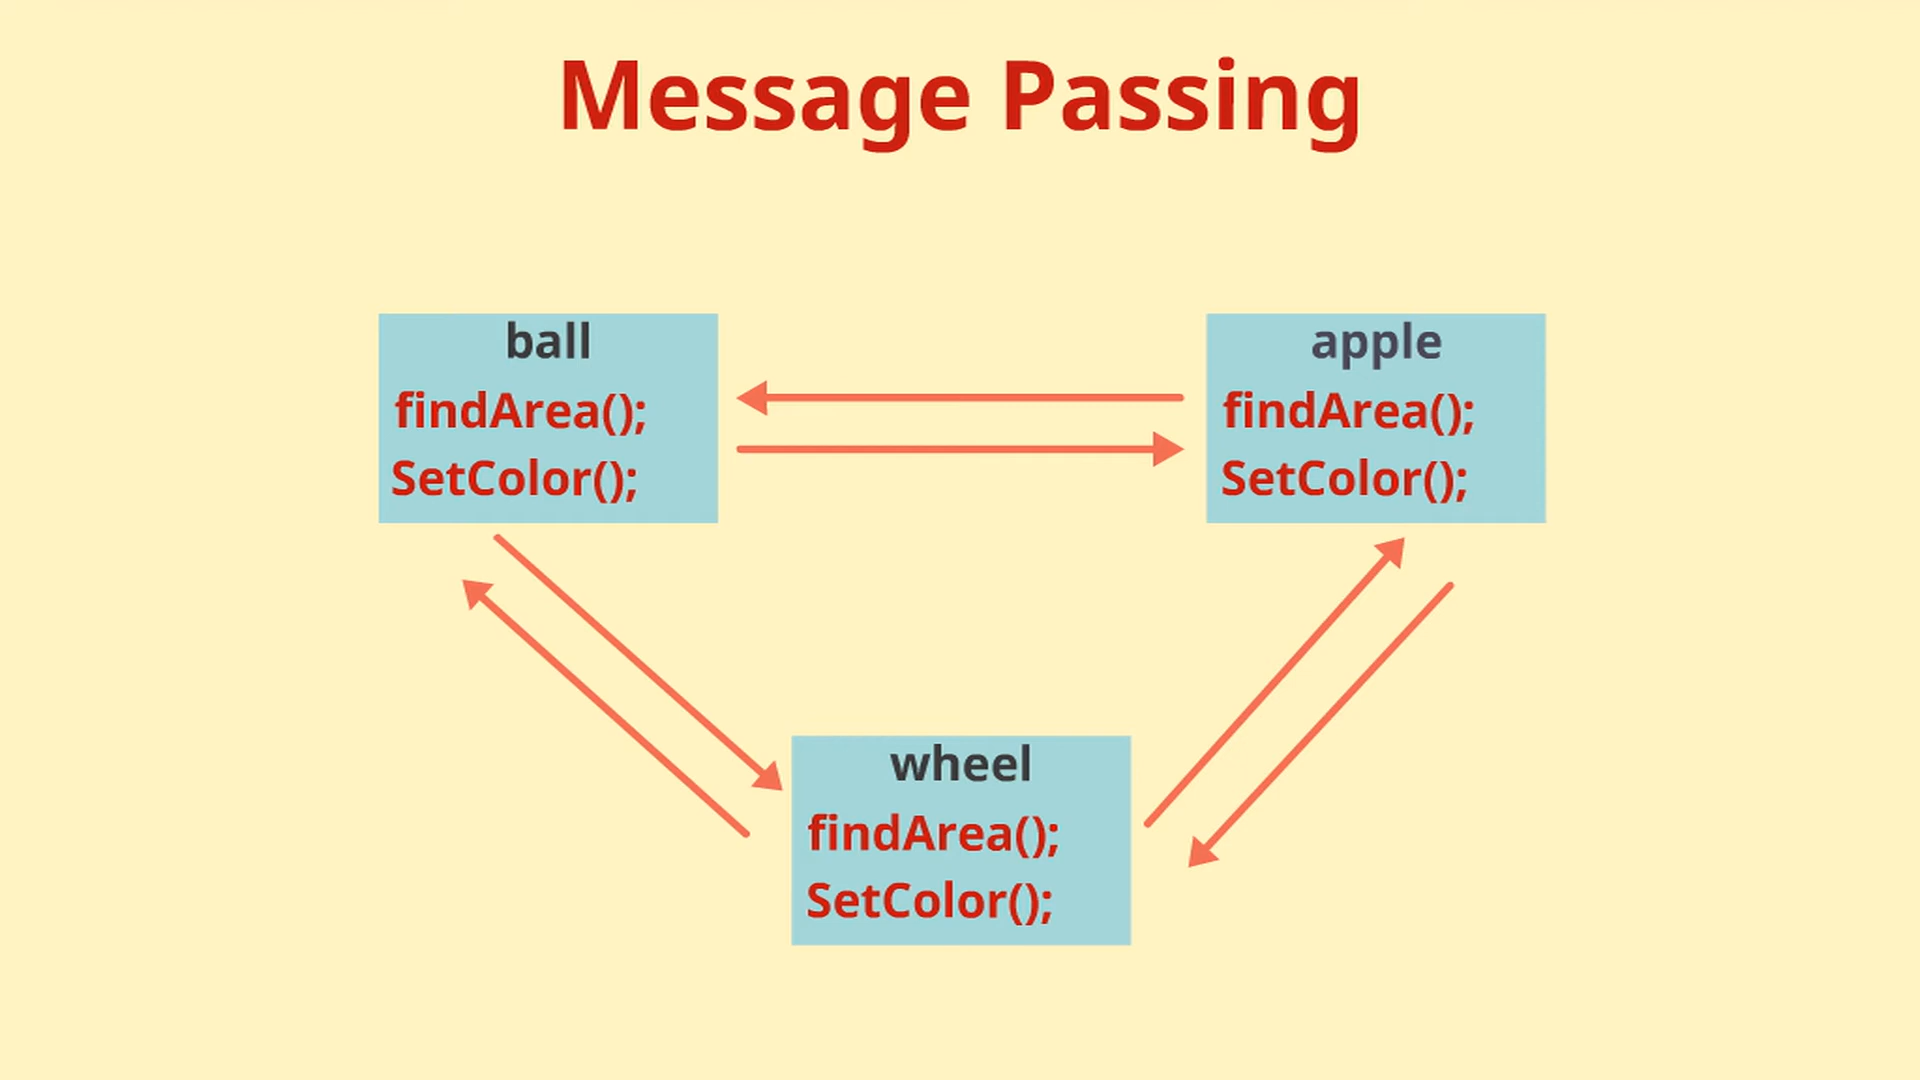 Message Passing
ball
findArea();
SetColor();
apple
findArea();
SetColor();
wheel
findArea();
SetColor();